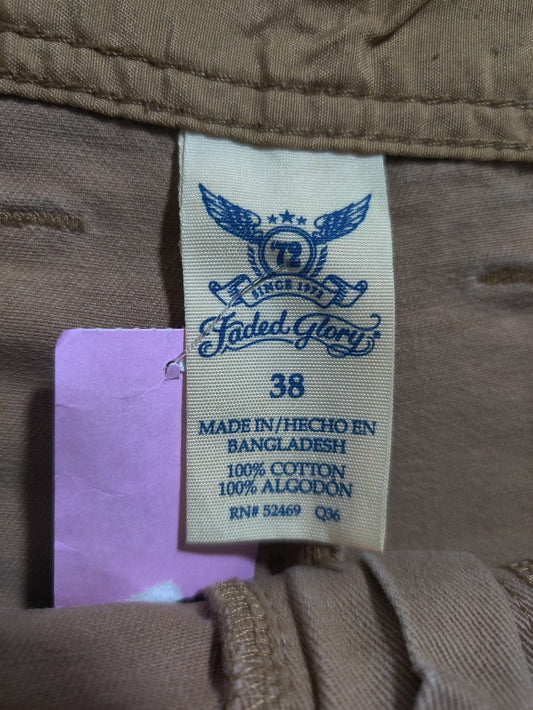 '72
SINCE 1972
Faded Glory
38
MADE IN/HECHO EN
BANGLADESH
100% COTTON
100% ALGODÓN
RN# 52469 Q36